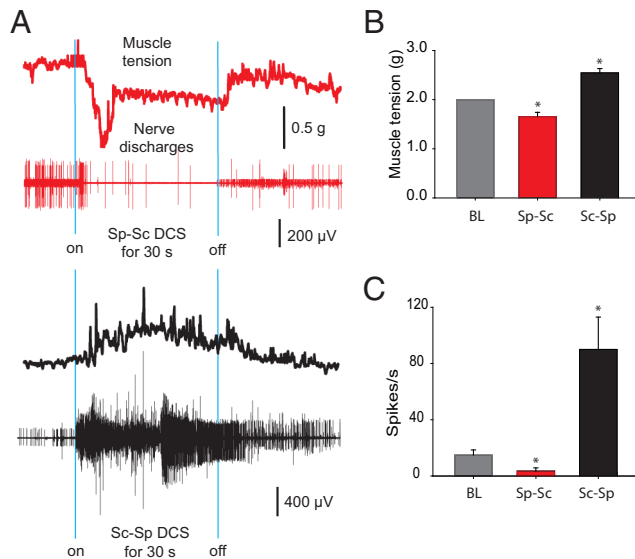 A
Muscle
tension
0.5 g
Nerve
discharges
200 µV
on
Sp-Sc DCS
for 30 s
off
400 µV
on
Sc-Sp DCS
for 30 s
off
B
Muscle tension (g)
3.0
2.0
1.0
0.0
*
*
BL
Sp-Sc
Sc-Sp
C
Spikes/s
120
80
40
0
*
*
BL
Sp-Sc
Sc-Sp